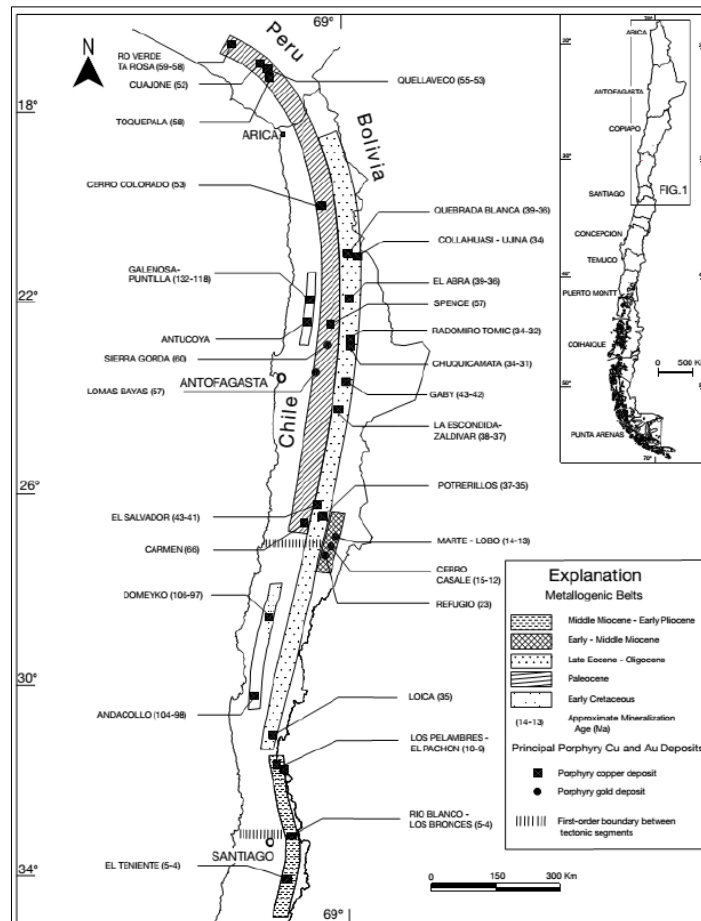 69°
Peru
N
RO VERDE
TA ROSA (59-58)
CUAJONE (52)
QUELLAVECO (55-53)
18°
TOQUEPALA (58)
ARICA
Bolivia
CERRO COLORADO (53)
QUEBRADA BLANCA (39-36)
COLLAHUASI - UJINA (34)
GALENOSA-
PUNTILLA (132-118)
22°
EL ABRA (39-36)
SPENCE (57)
ANTUCOYA
RADOMIRO TOMIC (34-32)
SIERRA GORDA (60)
CHUQUICAMATA (34-31)
ANTOFAGASTA
LOMAS BAYAS (57)
GABY (43-42)
Chile
LA ESCONDIDA-
ZALDIVAR (38-37)
26°
POTRERILLOS (37-35)
EL SALVADOR (43-41)
CARMEN (66)
MARTE - LOBO (14-13)
CERRO
CASALE (15-12)
DOMEYKO (106-97)
REFUGIO (23)
30°
LOICA (35)
ANDACOLLO (104-98)
LOS PELAMBRES -
EL PACHON (10-9)
RIO BLANCO -
LOS BRONCES (5-4)
SANTIAGO
EL TENIENTE (5-4)
34°
0 150 300 Km
69°
ARICA
ANTOFAGASTA
COPIAPO
FIG.1
SANTIAGO
CONCEPCION
TEMUCO
PUERTO MONTT
COIHAIQUE
0 500 Km
PUNTA ARENAS
Explanation
Metallogenic Belts
Middle Miocene - Early Pliocene
Early - Middle Miocene
Late Eocene - Oligocene
Paleocene
Early Cretaceous
(14-13) Approximate Mineralization
Age (Ma)
Principal Porphyry Cu and Au Deposits
Porphyry copper deposit
Porphyry gold deposit
First-order boundary between
tectonic segments